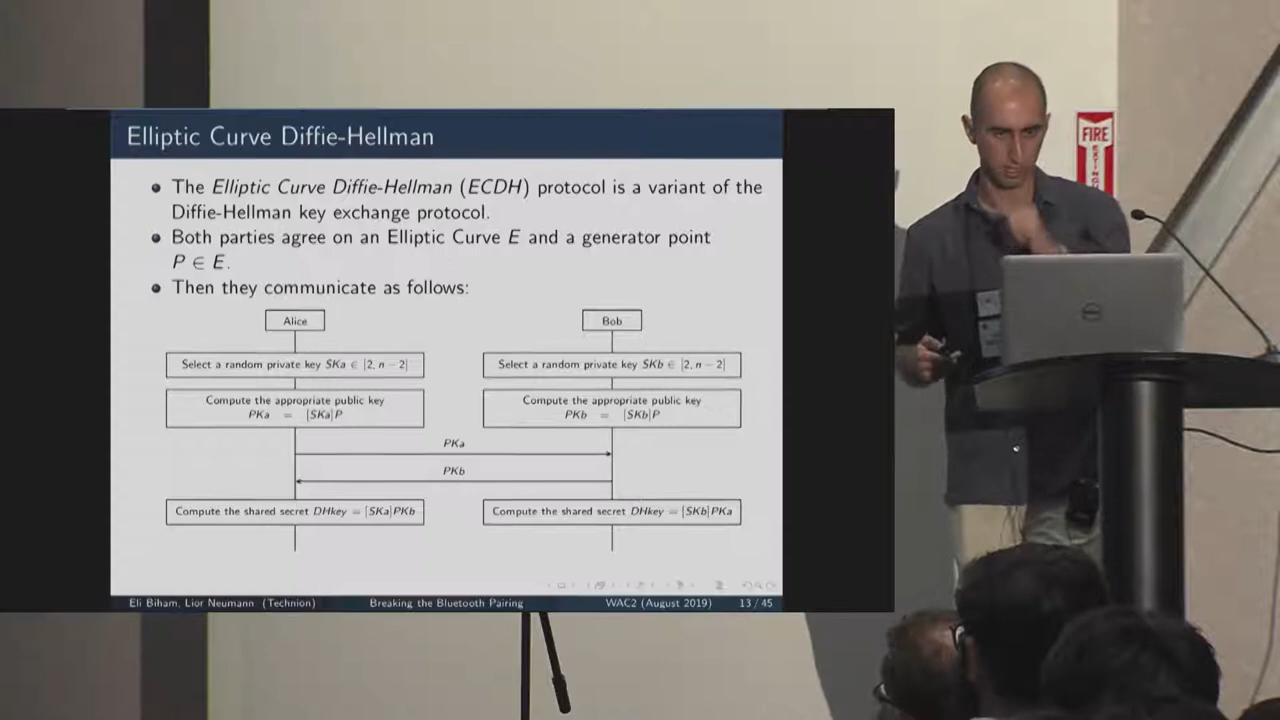 Elliptic Curve Diffie-Hellman
• The Elliptic Curve Diffie-Hellman (ECDH) protocol is a variant of the
Diffie-Hellman key exchange protocol.
• Both parties agree on an Elliptic Curve E and a generator point
P ∈ E.
• Then they communicate as follows:
Alice
Bob
Select a random private key SKa ∈ [2, n − 2]
Select a random private key SKb ∈ [2, n − 2]
Compute the appropriate public key
PKa = [SKa]P
Compute the appropriate public key
PKb = [SKb]P
PKa
PKb
Compute the shared secret DHkey = [SKa]PKb
Compute the shared secret DHkey = [SKb]PKa
Eli Biham, Lior Neumann (Technion) Breaking the Bluetooth Pairing WAC2 (August 2019) 13 / 45
FIRE
DELL